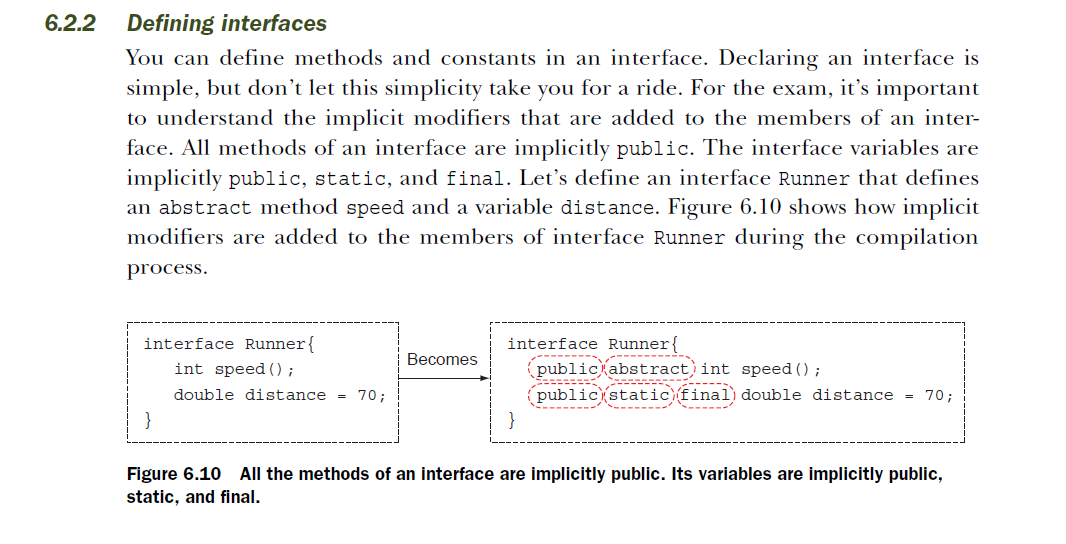 6.2.2 Defining interfaces
You can define methods and constants in an interface. Declaring an interface is
simple, but don't let this simplicity take you for a ride. For the exam, it's important
to understand the implicit modifiers that are added to the members of an inter-
face. All methods of an interface are implicitly public. The interface variables are
implicitly public, static, and final. Let's define an interface Runner that defines
an abstract method speed and a variable distance. Figure 6.10 shows how implicit
modifiers are added to the members of interface Runner during the compilation
process.
interface Runner{
int speed();
double distance = 70;
}
Becomes
interface Runner{
public abstract int speed();
public static final double distance = 70;
}
Figure 6.10 All the methods of an interface are implicitly public. Its variables are implicitly public,
static, and final.